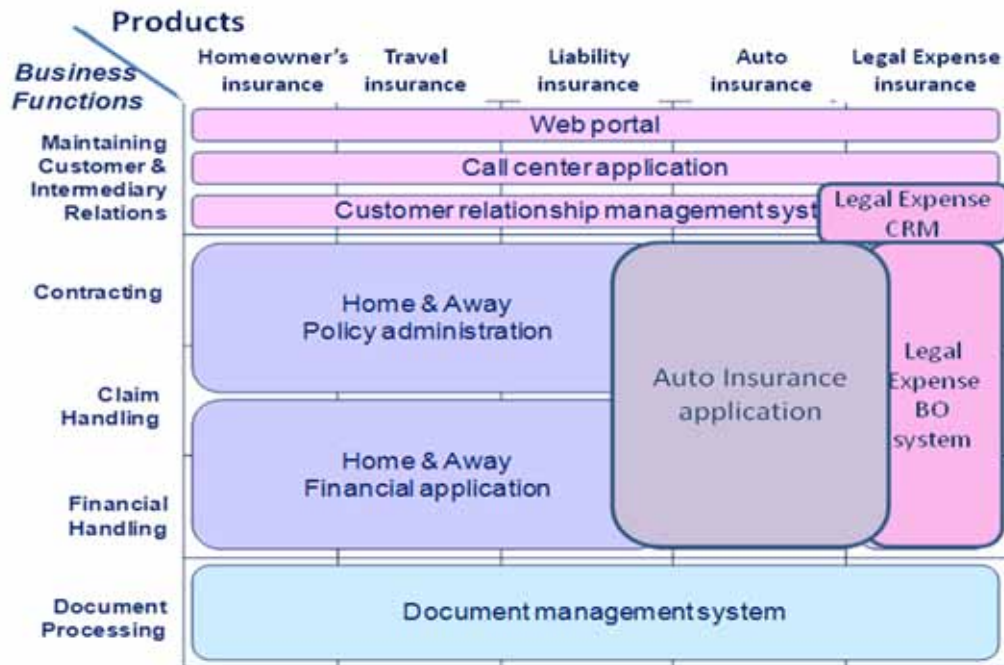 Products
Business
Functions
Homeowner's
insurance
Travel
insurance
Liability
insurance
Auto
insurance
Legal Expense
insurance
Maintaining
Customer &
Intermediary
Relations
Web portal
Call center application
Customer relationship management syst
Legal Expense
CRM
Contracting
Home & Away
Policy administration
Auto Insurance
application
Legal
Expense
BO
system
Claim
Handling
Home & Away
Financial application
Financial
Handling
Document
Processing
Document management system